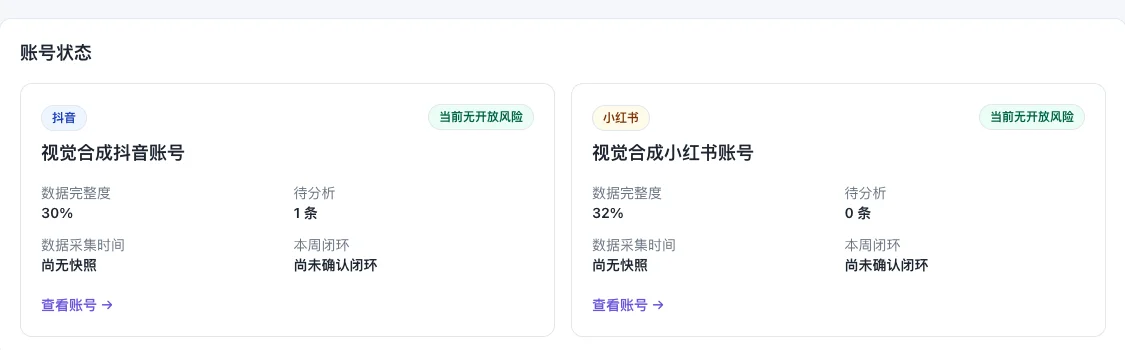 账号状态
抖音
当前无开放风险
视觉合成抖音账号
数据完整度
30%
待分析
1 条
数据采集时间
尚无快照
本周闭环
尚未确认闭环
查看账号 →
小红书
当前无开放风险
视觉合成小红书账号
数据完整度
32%
待分析
0 条
数据采集时间
尚无快照
本周闭环
尚未确认闭环
查看账号 →